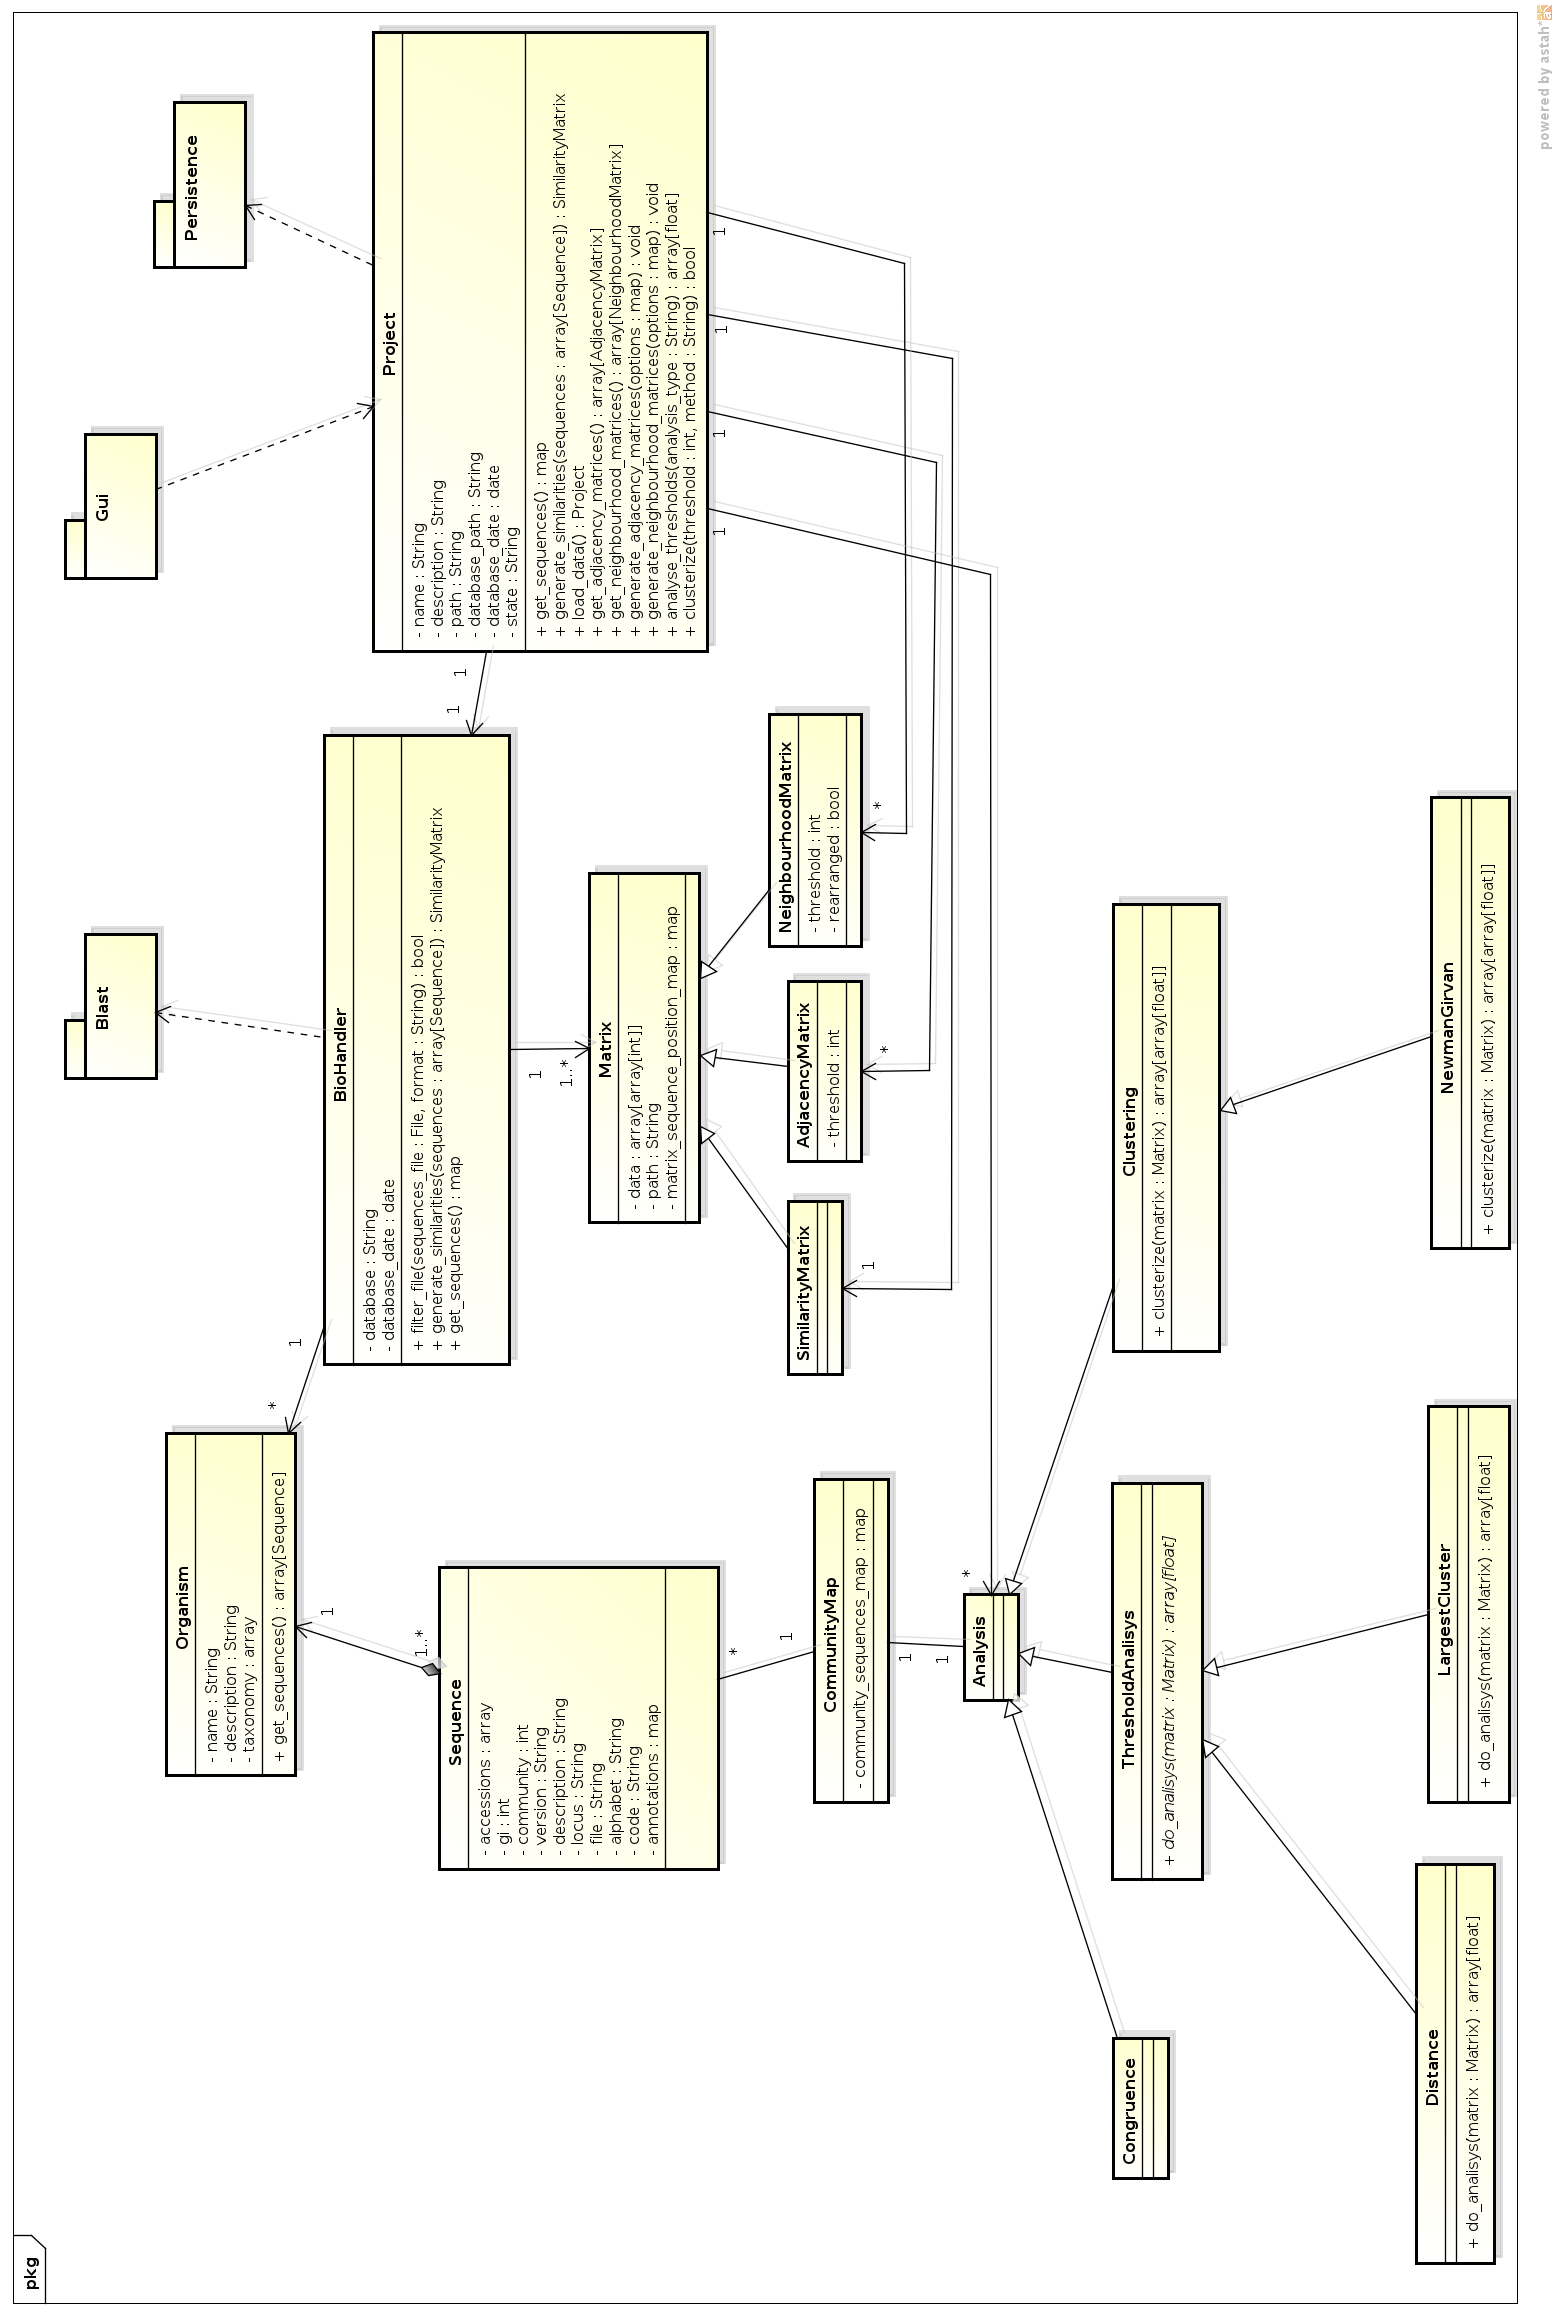 pkg
powered by astah*
Blast
Gui
Persistence
Organism
- name : String
- description : String
- taxonomy : array
+ get_sequences() : array[Sequence]
BioHandler
- database : String
- database_date : date
+ filter_file(sequences_file : File, format : String) : bool
+ generate_similarities(sequences : array[Sequence]) : SimilarityMatrix
+ get_sequences() : map
Project
- name : String
- description : String
- path : String
- database_path : String
- database_date : date
- state : String
+ get_sequences() : map
+ generate_similarities(sequences : array[Sequence]) : SimilarityMatrix
+ load_data() : Project
+ get_adjacency_matrices() : array[AdjacencyMatrix]
+ get_neighbourhood_matrices() : array[NeighbourhoodMatrix]
+ generate_adjacency_matrices(options : map) : void
+ generate_neighbourhood_matrices(options : map) : void
+ analyse_thresholds(analysis_type : String) : array[float]
+ clusterize(threshold : int, method : String) : bool
*
1
1
1
1
1..*
Sequence
- accessions : array
- gi : int
- community : int
- version : String
- description : String
- locus : String
- file : String
- alphabet : String
- code : String
- annotations : map
1
1..*
Matrix
- data : array[array[int]]
- path : String
- matrix_sequence_position_map : map
1
1
1
1
*
1
CommunityMap
- community_sequences_map : map
SimilarityMatrix
AdjacencyMatrix
- threshold : int
NeighbourhoodMatrix
- threshold : int
- rearranged : bool
1
*
*
1
1
*
Analysis
Congruence
ThresholdAnalisys
+ do_analisys(matrix : Matrix) : array[float]
Clustering
+ clusterize(matrix : Matrix) : array[array[float]]
Distance
+ do_analisys(matrix : Matrix) : array[float]
LargestCluster
+ do_analisys(matrix : Matrix) : array[float]
NewmanGirvan
+ clusterize(matrix : Matrix) : array[array[float]]